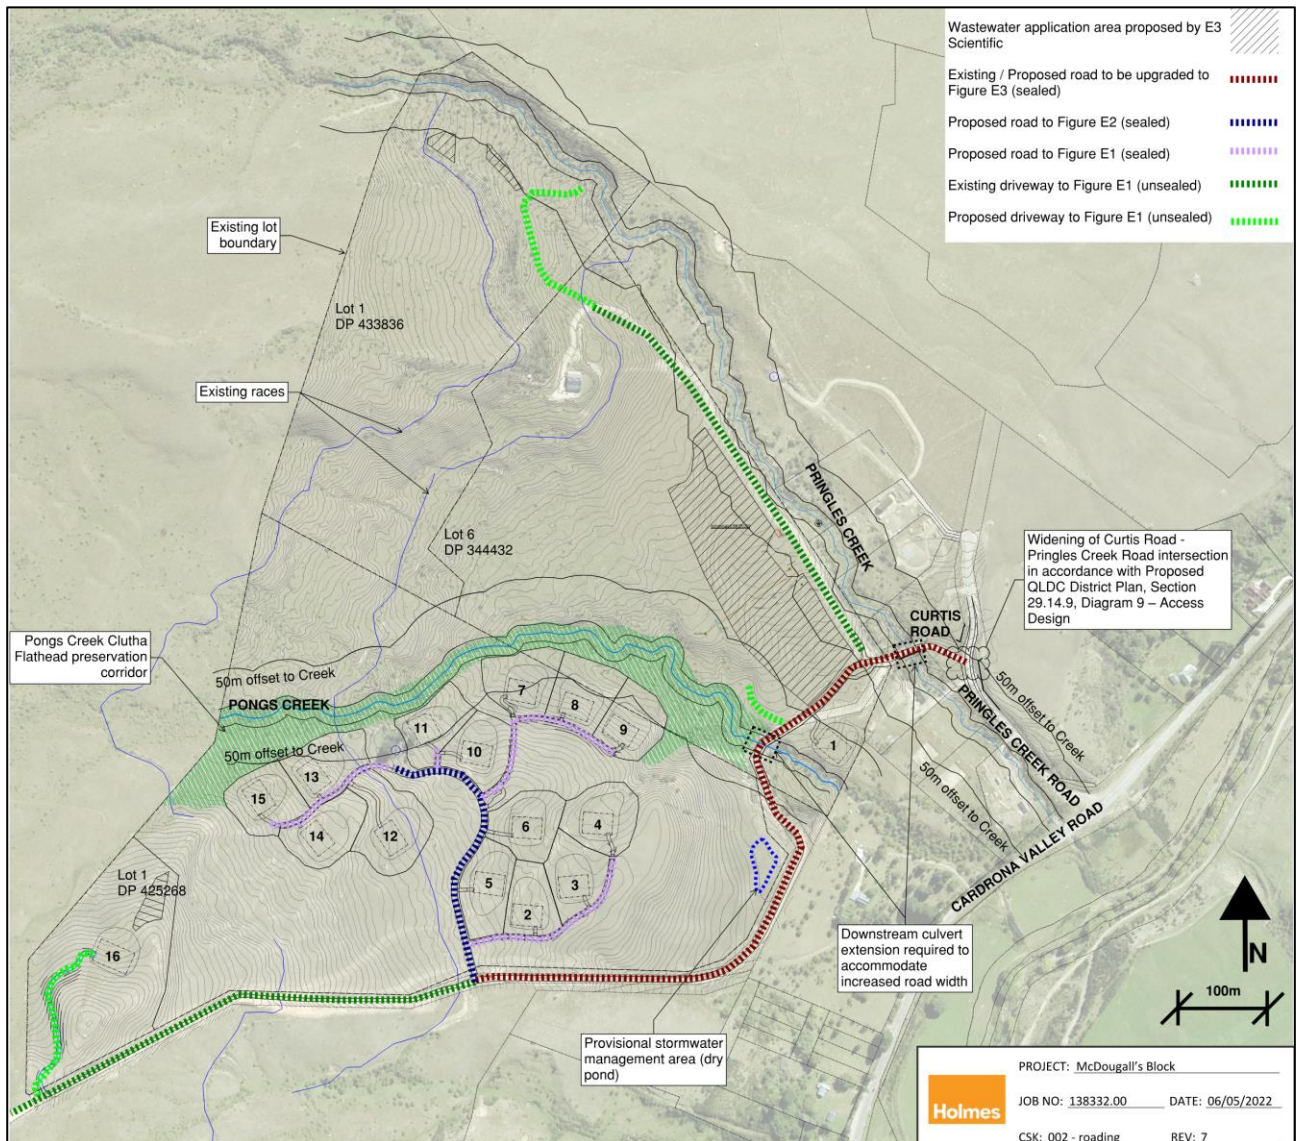 Wastewater application area proposed by E3
Scientific
Existing / Proposed road to be upgraded to
Figure E3 (sealed)
Proposed road to Figure E2 (sealed)
Proposed road to Figure E1 (sealed)
Existing driveway to Figure E1 (unsealed)
Proposed driveway to Figure E1 (unsealed)
Existing lot
boundary
Lot 1
DP 433836
Existing races
Lot 6
DP 344432
PRINGLES CREEK
Widening of Curtis Road -
Pringles Creek Road intersection
in accordance with Proposed
QLDC District Plan, Section
29.14.9, Diagram 9 – Access
Design
CURTIS
ROAD
Pongs Creek Clutha
Flathead preservation
corridor
50m offset to Creek
PONGS CREEK
50m offset to Creek
50m offset to Creek
PRINGLES CREEK ROAD
50m offset to Creek
CARDRONA VALLEY ROAD
7
8
9
11
10
1
13
15
14
12
6
4
5
3
2
Lot 1
DP 425268
16
Downstream culvert
extension required to
accommodate
increased road width
Provisional stormwater
management area (dry
pond)
N
100m
Holmes
PROJECT: McDougall's Block
JOB NO: 138332.00 DATE: 06/05/2022
CSK: 002 - roading REV: 7